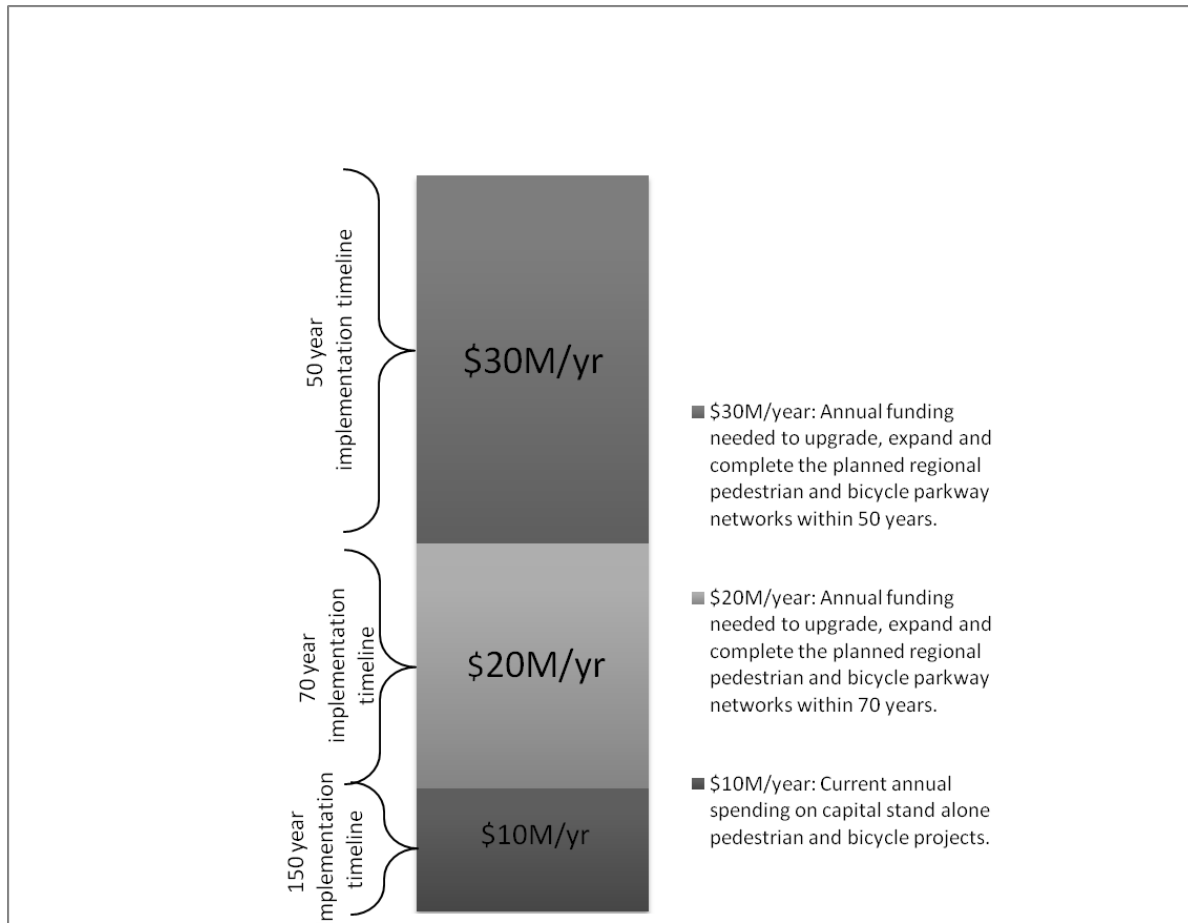 50 year
implementation timeline
$30M/yr
70 year
implementation
timeline
$20M/yr
150 year
mplementation
timeline
$10M/yr
$30M/year: Annual funding
needed to upgrade, expand and
complete the planned regional
pedestrian and bicycle parkway
networks within 50 years.
$20M/year: Annual funding
needed to upgrade, expand and
complete the planned regional
pedestrian and bicycle parkway
networks within 70 years.
$10M/year: Current annual
spending on capital stand alone
pedestrian and bicycle projects.